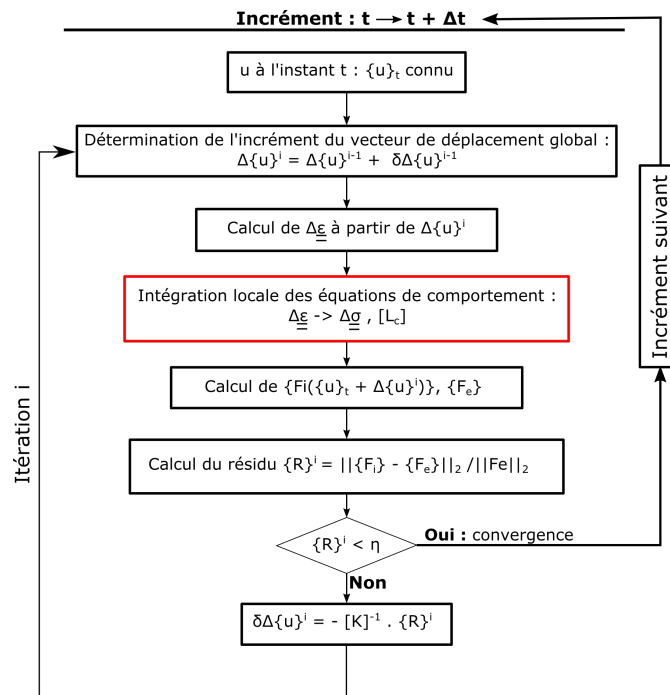 Incrément : t → t + Δt
u à l'instant t : {u}t connu
Détermination de l'incrément du vecteur de déplacement global :
Δ{u}i = Δ{u}i-1 + δΔ{u}i-1
Calcul de Δε à partir de Δ{u}i
Intégration locale des équations de comportement :
Δε -> Δσ , [Lc]
Calcul de {Fi({u}t + Δ{u}i)}, {Fe}
Calcul du résidu {R}i = ||{Fi} - {Fe}||2 /||Fe||2
{R}i < η
Oui : convergence
Non
δΔ{u}i = - [K]-1 . {R}i
Itération i
Incrément suivant